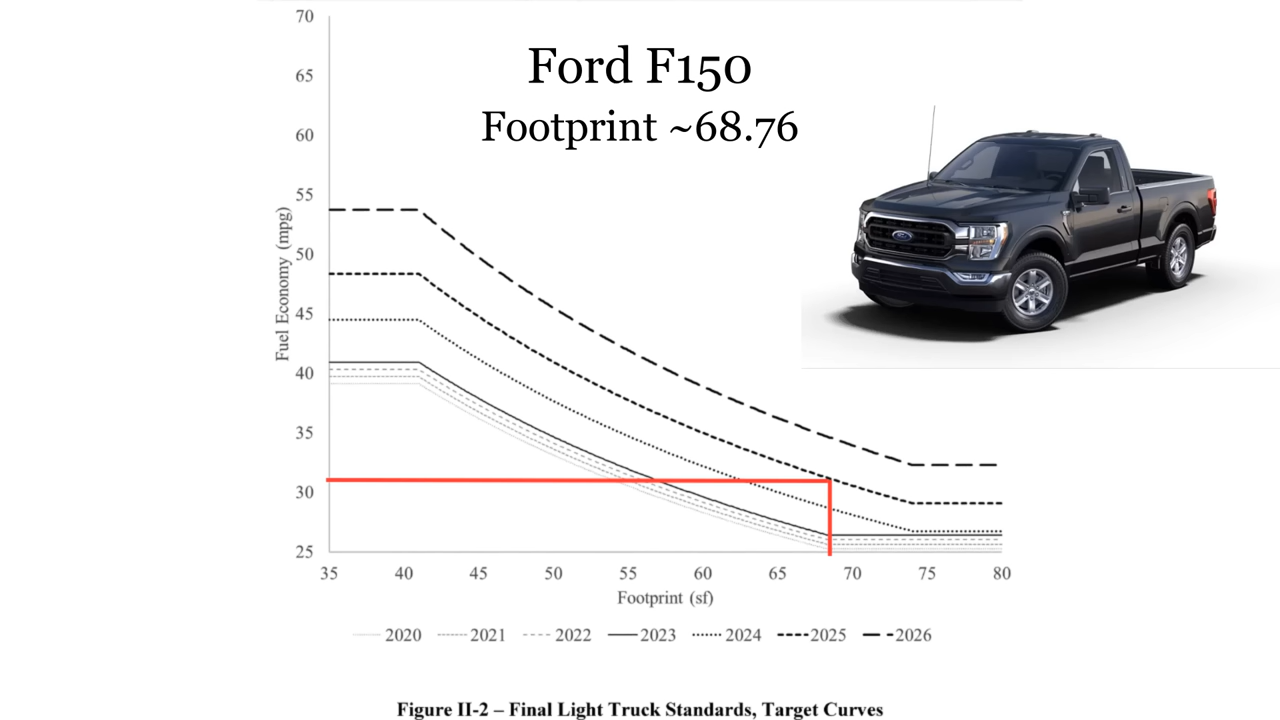 Ford F150
Footprint ~68.76
70
65
60
55
50
45
40
35
30
25
Fuel Economy (mpg)
35 40 45 50 55 60 65 70 75 80
Footprint (sf)
2020 2021 2022 2023 2024 2025 2026
Figure II-2 – Final Light Truck Standards, Target Curves